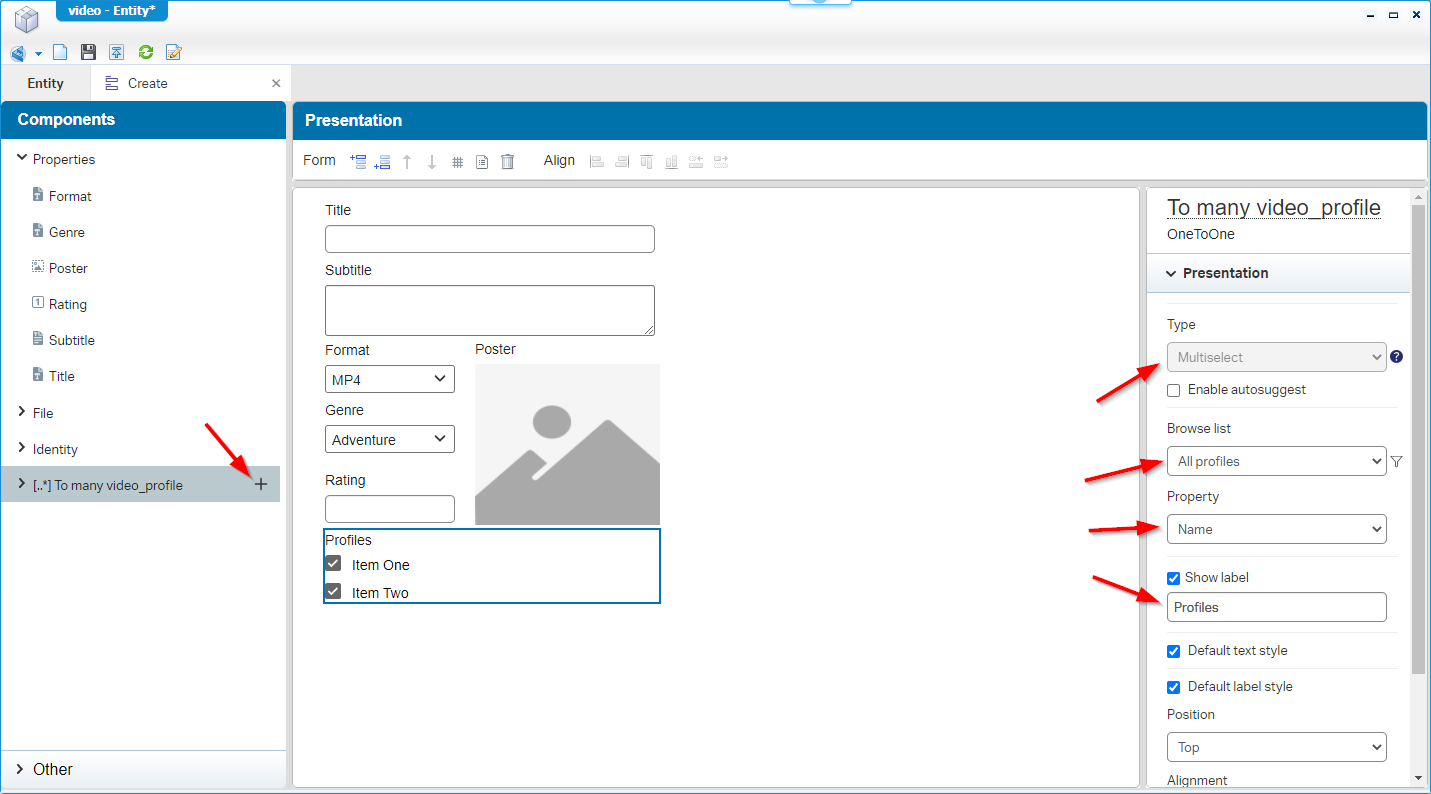 video - Entity*
Entity
Create
Components
Properties
Format
Genre
Poster
Rating
Subtitle
Title
File
Identity
[..*] To many video_profile
Other
Presentation
Form
Align
Title
Subtitle
Format
Poster
MP4
Genre
Adventure
Rating
Profiles
Item One
Item Two
To many video_profile
OneToOne
Presentation
Type
Multiselect
Enable autosuggest
Browse list
All profiles
Property
Name
Show label
Profiles
Default text style
Default label style
Position
Top
Alignment